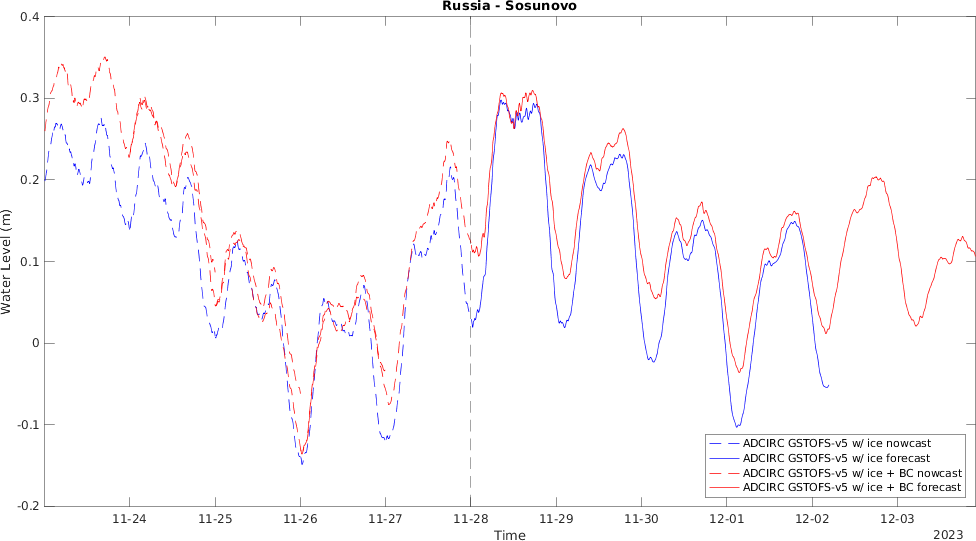 Russia - Sosunovo
Water Level (m)
0.4
0.3
0.2
0.1
0
-0.1
-0.2
11-24
11-25
11-26
11-27
11-28
11-29
11-30
12-01
12-02
12-03
Time
2023
ADCIRC GSTOFS-v5 w/ ice nowcast
ADCIRC GSTOFS-v5 w/ ice forecast
ADCIRC GSTOFS-v5 w/ ice + BC nowcast
ADCIRC GSTOFS-v5 w/ ice + BC forecast